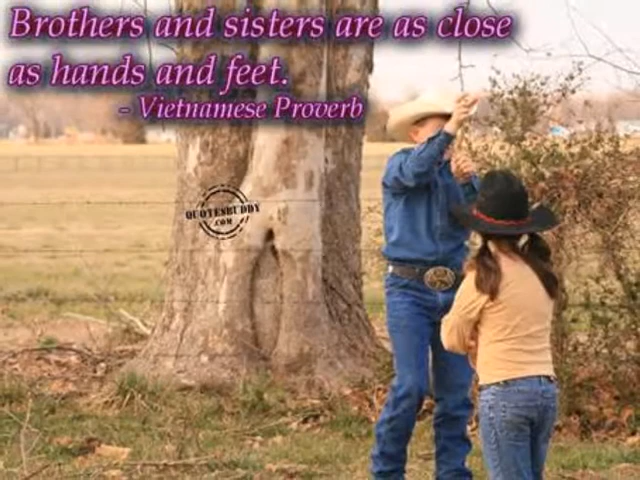 Brothers and sisters are as close
as hands and feet.
- Vietnamese Proverb
QUOTESBUDDY
.COM